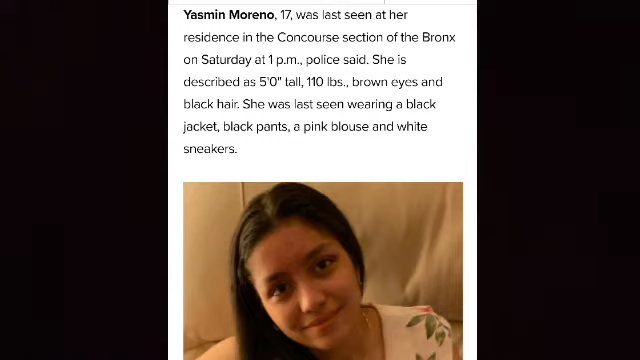 Yasmin Moreno, 17, was last seen at her
residence in the Concourse section of the Bronx
on Saturday at 1 p.m., police said. She is
described as 5'0" tall, 110 lbs., brown eyes and
black hair. She was last seen wearing a black
jacket, black pants, a pink blouse and white
sneakers.